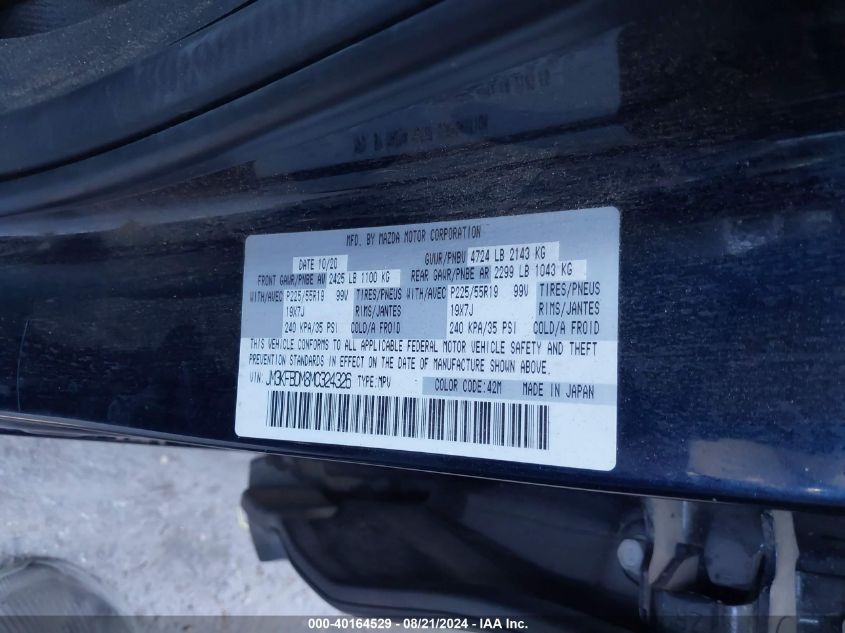 MFD. BY MAZDA MOTOR CORPORATION
DATE 10/20 GVWR/PNBV 4724 LB 2143 KG
FRONT GAWR/PNBE AV 2425 LB 1100 KG REAR GAWR/PNBE AR 2299 LB 1043 KG
WITH/AVEC P225/55R19 99V TIRES/PNEUS WITH/AVEC P225/55R19 99V TIRES/PNEUS
19X7J RIMS/JANTES 19X7J RIMS/JANTES
240 KPA/35 PSI COLD/A FROID 240 KPA/35 PSI COLD/A FROID
THIS VEHICLE CONFORMS TO ALL APPLICABLE FEDERAL MOTOR VEHICLE SAFETY AND THEFT
PREVENTION STANDARDS IN EFFECT ON THE DATE OF MANUFACTURE SHOWN ABOVE.
VIN: JM3KFBDM8M0324326 TYPE:MPV COLOR CODE:42M MADE IN JAPAN
000-40164529 - 08/21/2024 - IAA Inc.